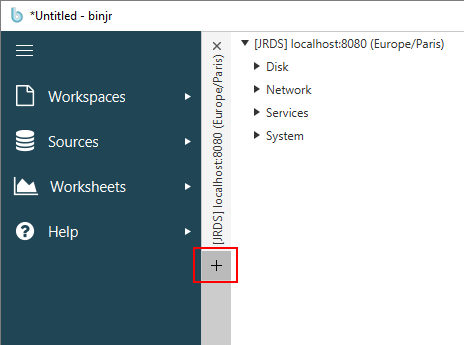 *Untitled - binjr
Workspaces
Sources
Worksheets
Help
[JRDS] localhost:8080 (Europe/Paris)
[JRDS] localhost:8080 (Europe/Paris)
Disk
Network
Services
System